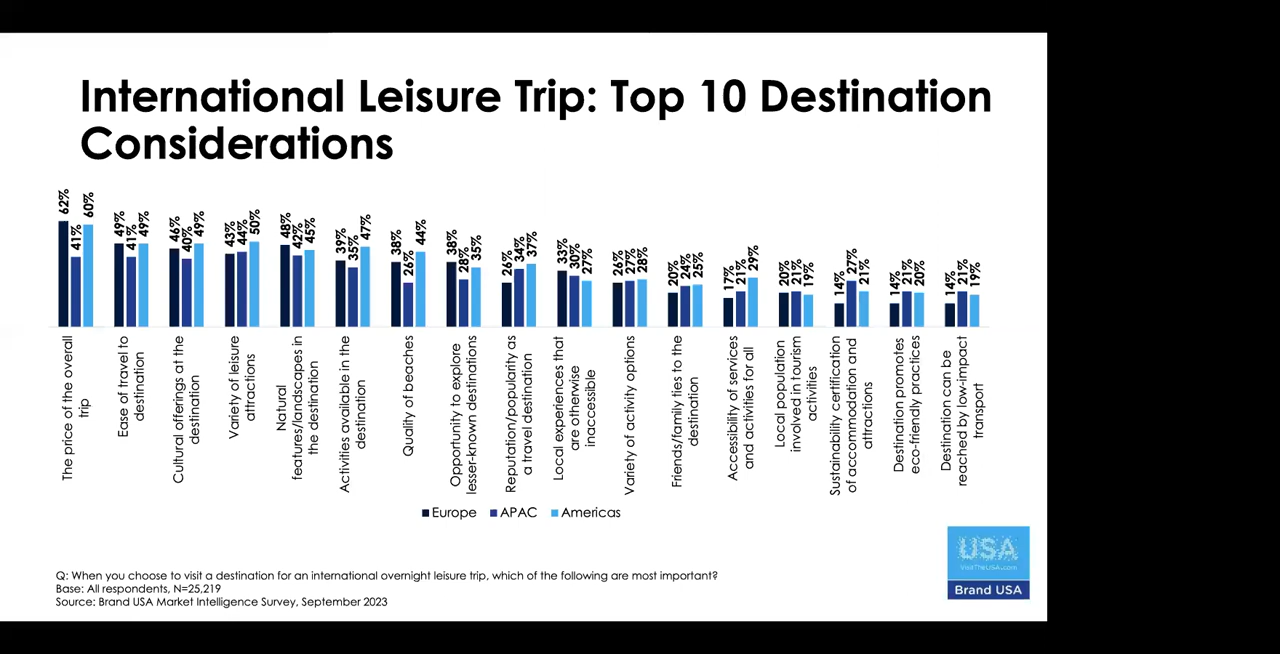 International Leisure Trip: Top 10 Destination
Considerations
62%
41%
60%
49%
41%
49%
46%
40%
49%
43%
44%
50%
48%
42%
45%
39%
35%
47%
38%
26%
44%
38%
28%
35%
26%
34%
37%
33%
30%
27%
26%
27%
28%
20%
24%
25%
17%
21%
29%
20%
21%
19%
14%
27%
21%
14%
21%
20%
14%
21%
19%
The price of the overall
trip
Ease of travel to
destination
Cultural offerings at the
destination
Variety of leisure
attractions
Natural
features/landscapes in
the destination
Activities available in the
destination
Quality of beaches
Opportunity to explore
lesser-known destinations
Reputation/popularity as
a travel destination
Local experiences that
are otherwise
inaccessible
Variety of activity options
Friends/family ties to the
destination
Accessibility of services
and activities for all
Local population
involved in tourism
activities
Sustainability certification
of accommodation and
attractions
Destination promotes
eco-friendly practices
Destination can be
reached by low-impact
transport
Europe APAC Americas
Q: When you choose to visit a destination for an international overnight leisure trip, which of the following are most important?
Base: All respondents, N=25,219
Source: Brand USA Market Intelligence Survey, September 2023
USA
VisitTheUSA.com
Brand USA